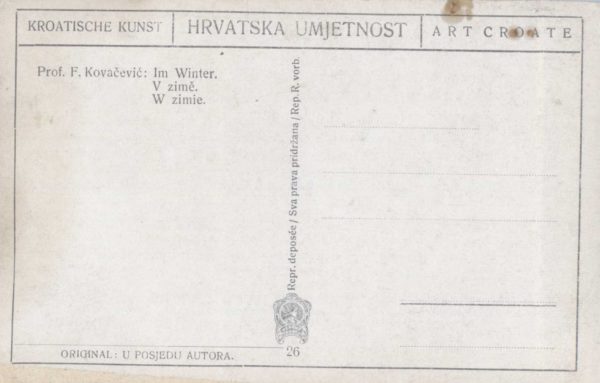 KROATISCHE KUNST | HRVATSKA UMJETNOST | ART CROATE
Prof. F. Kovačević: Im Winter.
V zimě.
W zimie.
Repr. deposée / Sva prava pridržana / Rep. R. vorb.
ORIGINAL: U POSJEDU AUTORA.
26